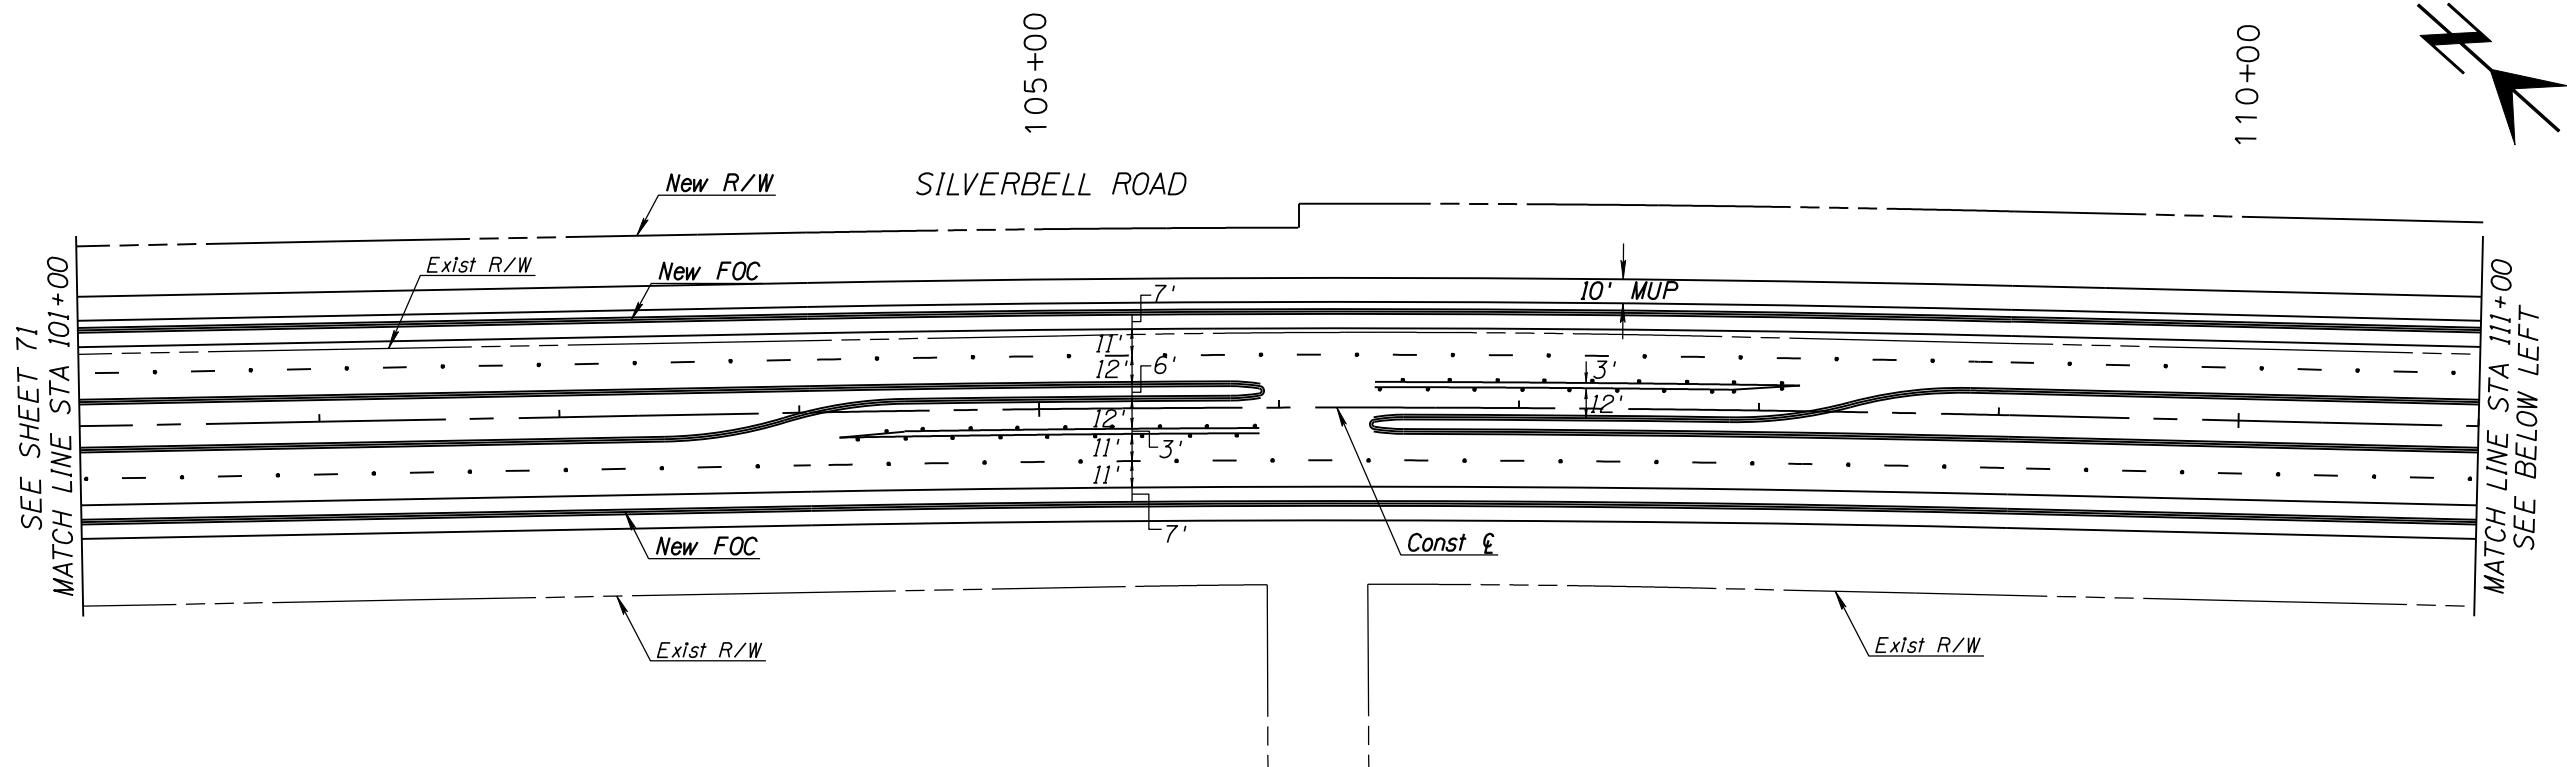 105+00
110+00
New R/W
SILVERBELL ROAD
Exist R/W
New FOC
7'
10' MUP
11'
12'
6'
3'
12'
12'
3'
11'
11'
7'
SEE SHEET 71
MATCH LINE STA 101+00
MATCH LINE STA 111+00
SEE BELOW LEFT
New FOC
Const ℄
Exist R/W
Exist R/W